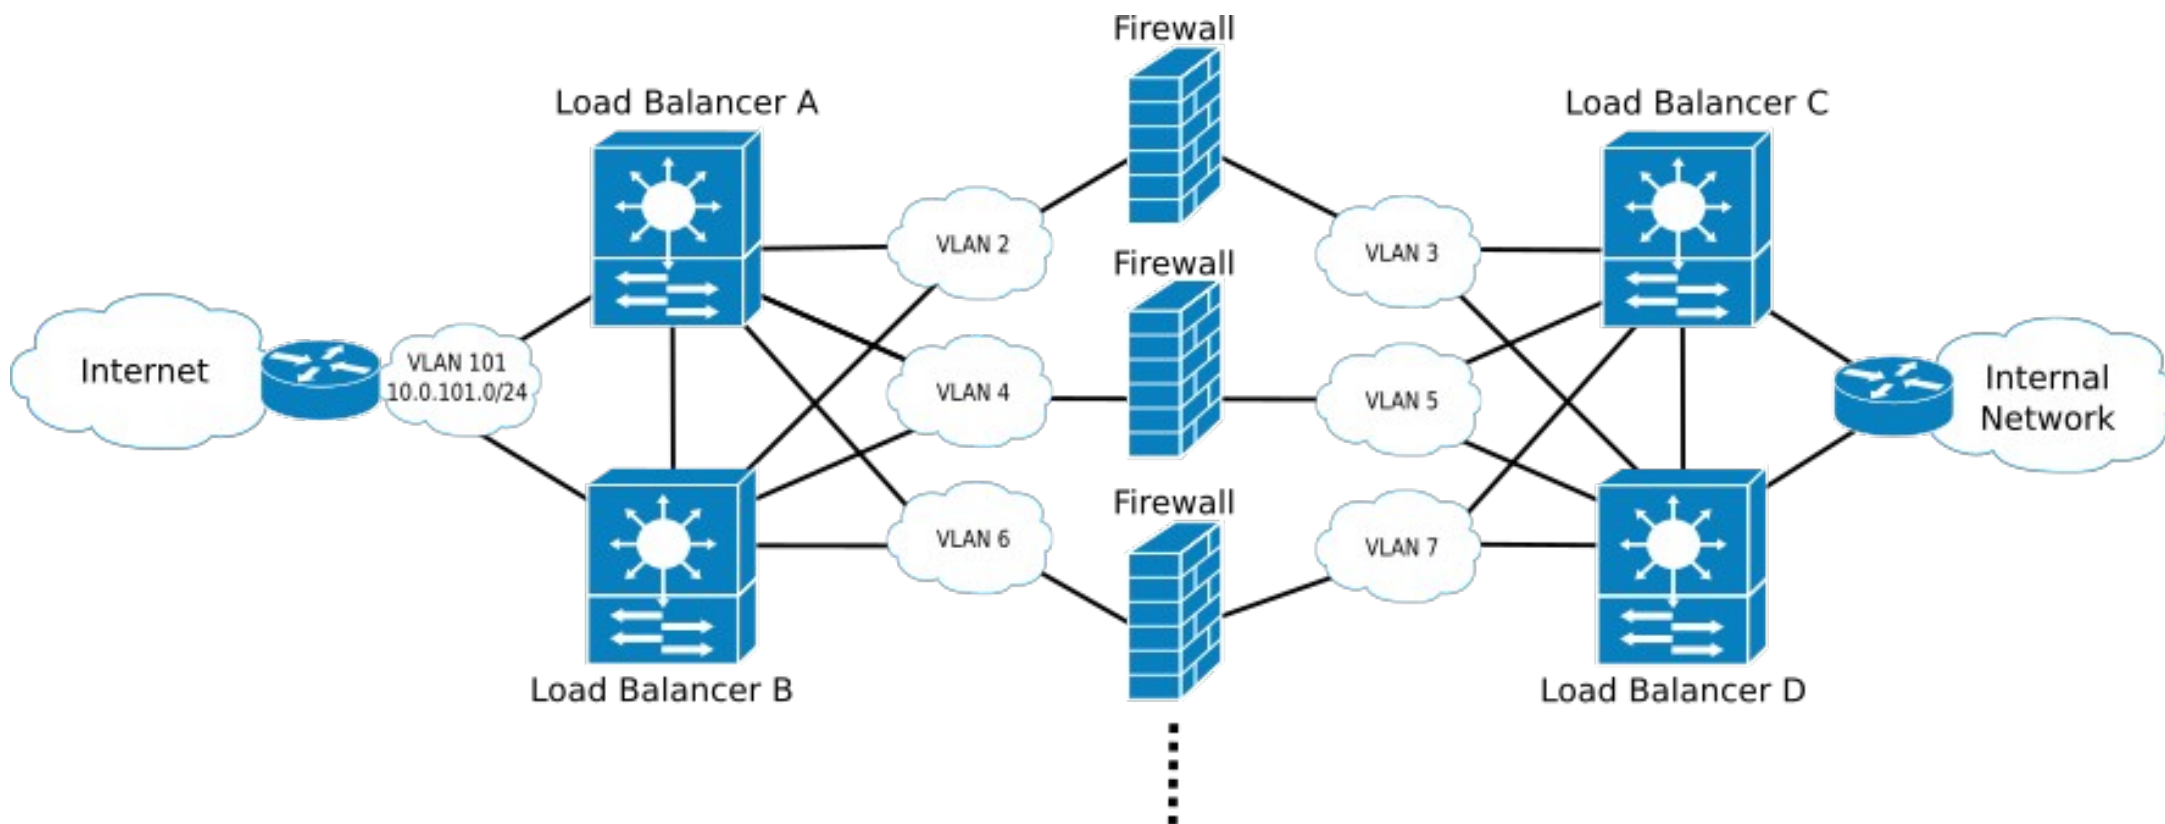 Firewall
Load Balancer A
Load Balancer C
VLAN 2
VLAN 3
Firewall
Internet
VLAN 101
10.0.101.0/24
VLAN 4
VLAN 5
Internal
Network
Firewall
VLAN 6
VLAN 7
Load Balancer B
Load Balancer D